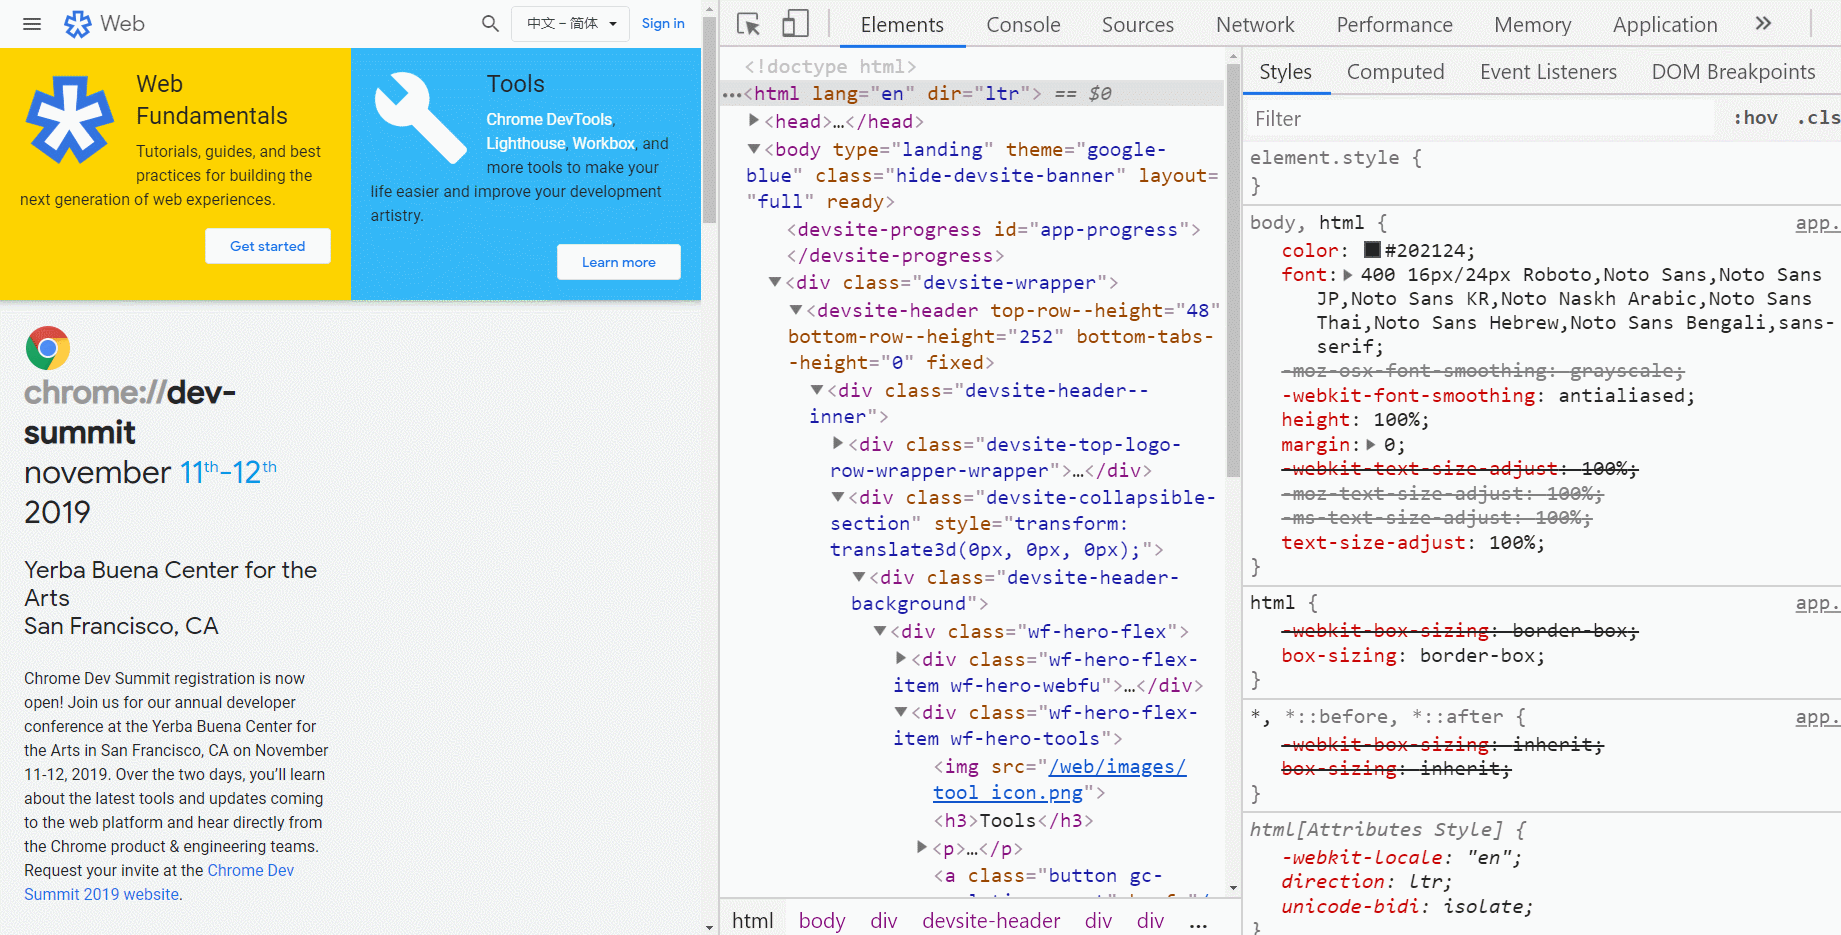 Web
中文 – 简体
Sign in
Web
Fundamentals
Tutorials, guides, and best
practices for building the
next generation of web experiences.
Get started
Tools
Chrome DevTools,
Lighthouse, Workbox, and
more tools to make your
life easier and improve your development
artistry.
Learn more
chrome://dev-
summit
november 11th-12th
2019
Yerba Buena Center for the
Arts
San Francisco, CA
Chrome Dev Summit registration is now
open! Join us for our annual developer
conference at the Yerba Buena Center for
the Arts in San Francisco, CA on November
11-12, 2019. Over the two days, you’ll learn
about the latest tools and updates coming
to the web platform and hear directly from
the Chrome product & engineering teams.
Request your invite at the Chrome Dev
Summit 2019 website.
Elements Console Sources Network Performance Memory Application »
<!doctype html>
…<html lang="en" dir="ltr"> == $0
<head>…</head>
<body type="landing" theme="google-
blue" class="hide-devsite-banner" layout=
"full" ready>
<devsite-progress id="app-progress">
</devsite-progress>
<div class="devsite-wrapper">
<devsite-header top-row--height="48"
bottom-row--height="252" bottom-tabs-
-height="0" fixed>
<div class="devsite-header--
inner">
<div class="devsite-top-logo-
row-wrapper-wrapper">…</div>
<div class="devsite-collapsible-
section" style="transform:
translate3d(0px, 0px, 0px);">
<div class="devsite-header-
background">
<div class="wf-hero-flex">
<div class="wf-hero-flex-
item wf-hero-webfu">…</div>
<div class="wf-hero-flex-
item wf-hero-tools">
<img src="/web/images/
tool_icon.png">
<h3>Tools</h3>
<p>…</p>
<a class="button gc-
html body div devsite-header div div ...
Styles Computed Event Listeners DOM Breakpoints
Filter :hov .cls
element.style {
}
body, html { app.
color: #202124;
font: 400 16px/24px Roboto,Noto Sans,Noto Sans
JP,Noto Sans KR,Noto Naskh Arabic,Noto Sans
Thai,Noto Sans Hebrew,Noto Sans Bengali,sans-
serif;
-moz-osx-font-smoothing: grayscale;
-webkit-font-smoothing: antialiased;
height: 100%;
margin: 0;
-webkit-text-size-adjust: 100%;
-moz-text-size-adjust: 100%;
-ms-text-size-adjust: 100%;
text-size-adjust: 100%;
}
html { app.
-webkit-box-sizing: border-box;
box-sizing: border-box;
}
*, *::before, *::after { app.
-webkit-box-sizing: inherit;
box-sizing: inherit;
}
html[Attributes Style] {
-webkit-locale: "en";
direction: ltr;
unicode-bidi: isolate;
}